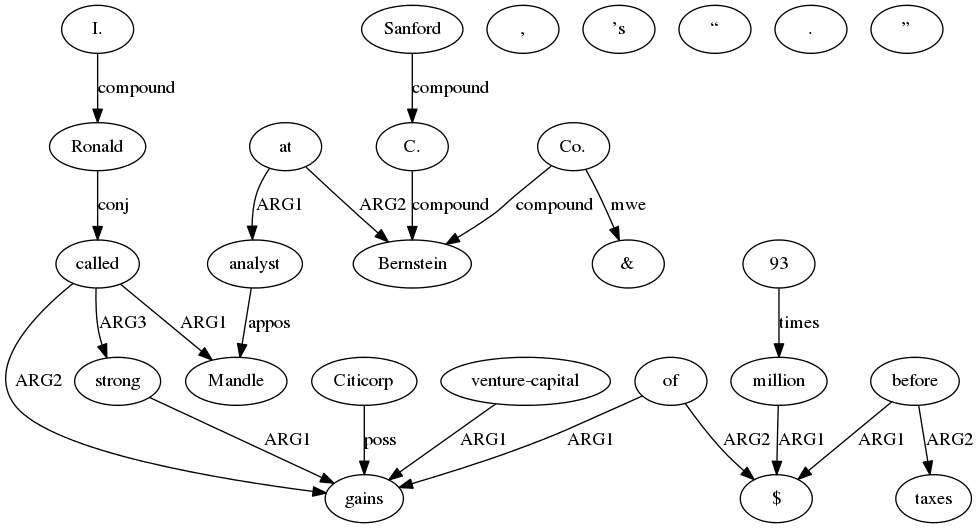 I. Sanford , ’s “ . ”
compound compound
Ronald at C. Co.
conj ARG1 ARG2 compound compound mwe
called analyst Bernstein & 93
ARG3 ARG1 appos times
ARG2 strong Mandle Citicorp venture-capital of million before
ARG1 poss ARG1 ARG1 ARG2 ARG1 ARG1 ARG2
gains $ taxes